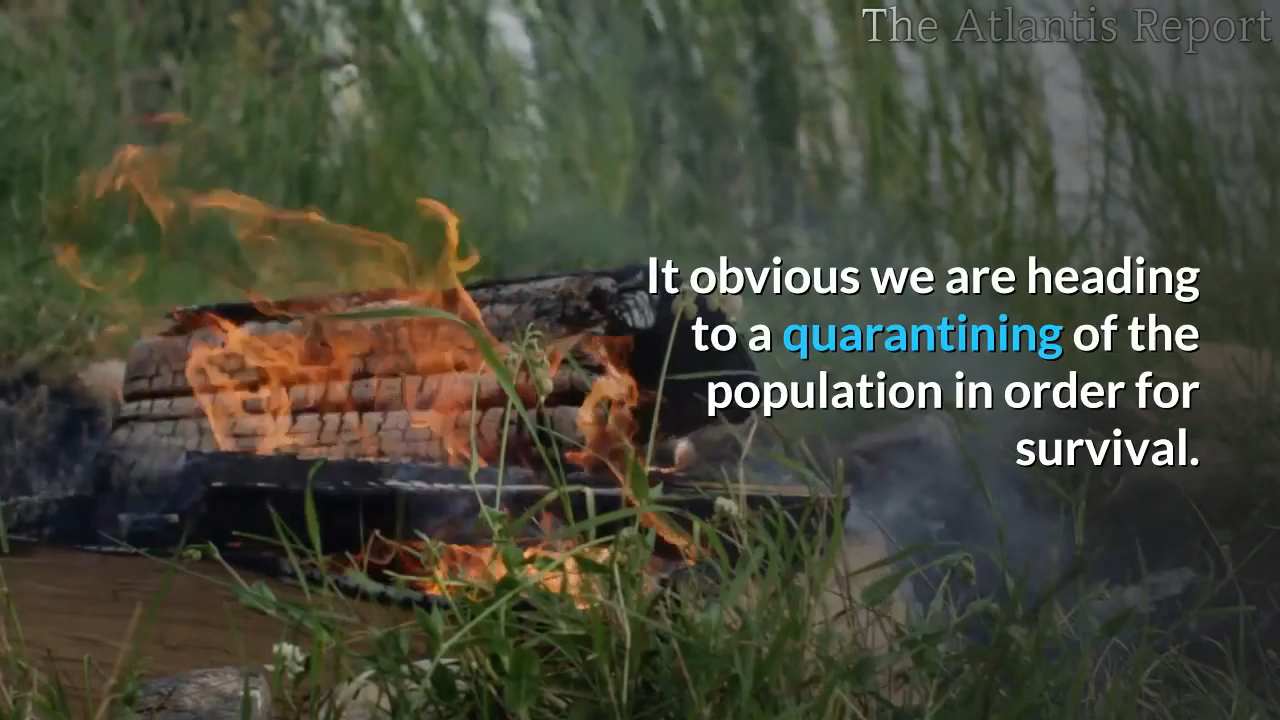 The Atlantis Report
It obvious we are heading
to a quarantining of the
population in order for
survival.